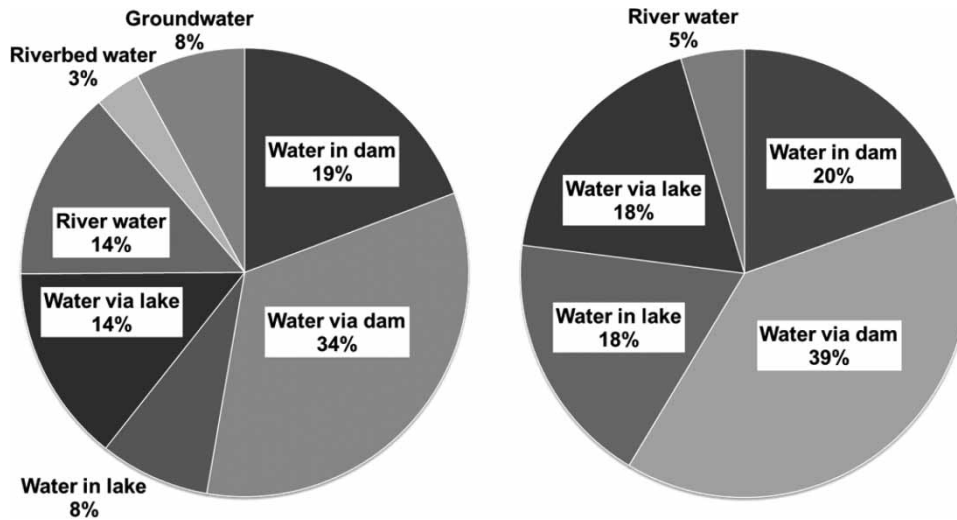 Groundwater
8%
Riverbed water
3%
Water in dam
19%
River water
14%
Water via lake
14%
Water via dam
34%
Water in lake
8%
River water
5%
Water in dam
20%
Water via lake
18%
Water in lake
18%
Water via dam
39%